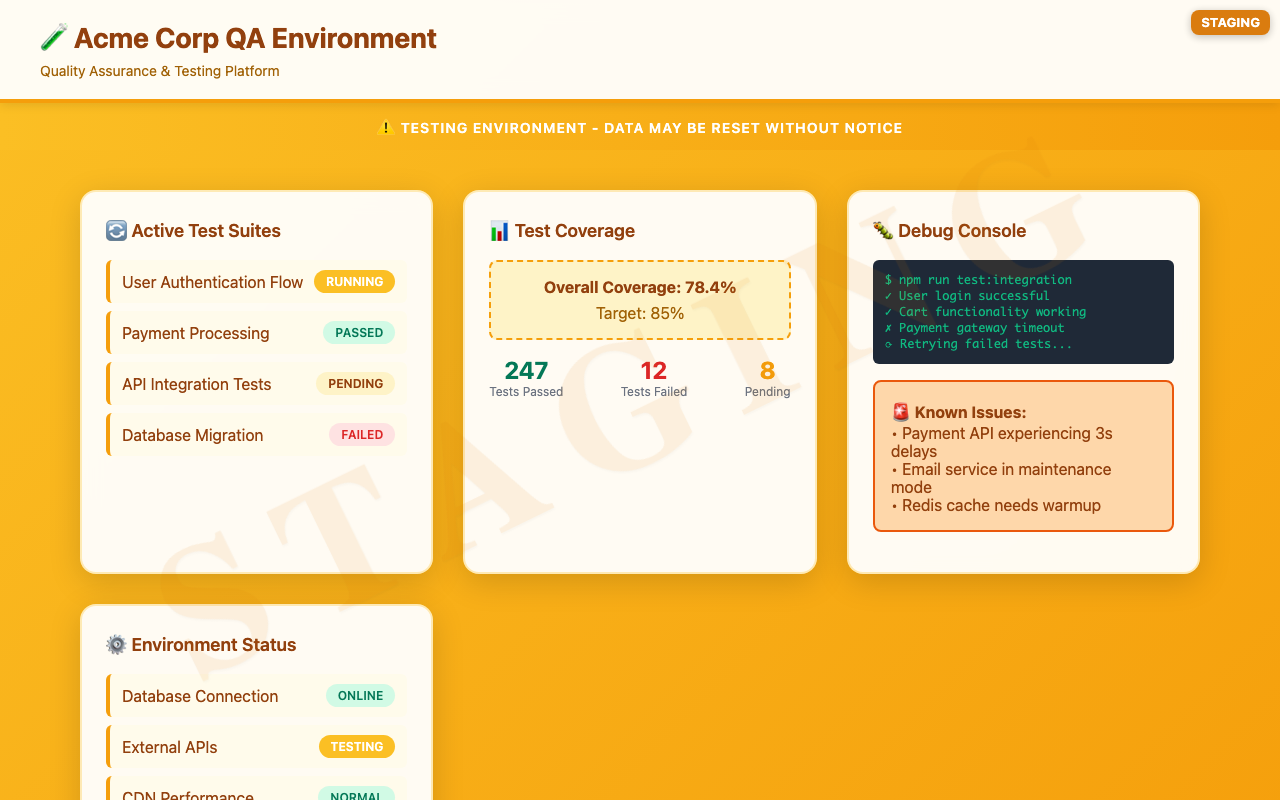 Acme Corp QA Environment
STAGING
Quality Assurance & Testing Platform
TESTING ENVIRONMENT - DATA MAY BE RESET WITHOUT NOTICE
Active Test Suites
User Authentication Flow RUNNING
Payment Processing PASSED
API Integration Tests PENDING
Database Migration FAILED
Test Coverage
Overall Coverage: 78.4%
Target: 85%
247 12 8
Tests Passed Tests Failed Pending
Debug Console
$ npm run test:integration
✓ User login successful
✓ Cart functionality working
✗ Payment gateway timeout
⟳ Retrying failed tests...
Known Issues:
• Payment API experiencing 3s
delays
• Email service in maintenance
mode
• Redis cache needs warmup
Environment Status
Database Connection ONLINE
External APIs TESTING
CDN Performance NORMAL
STAGING